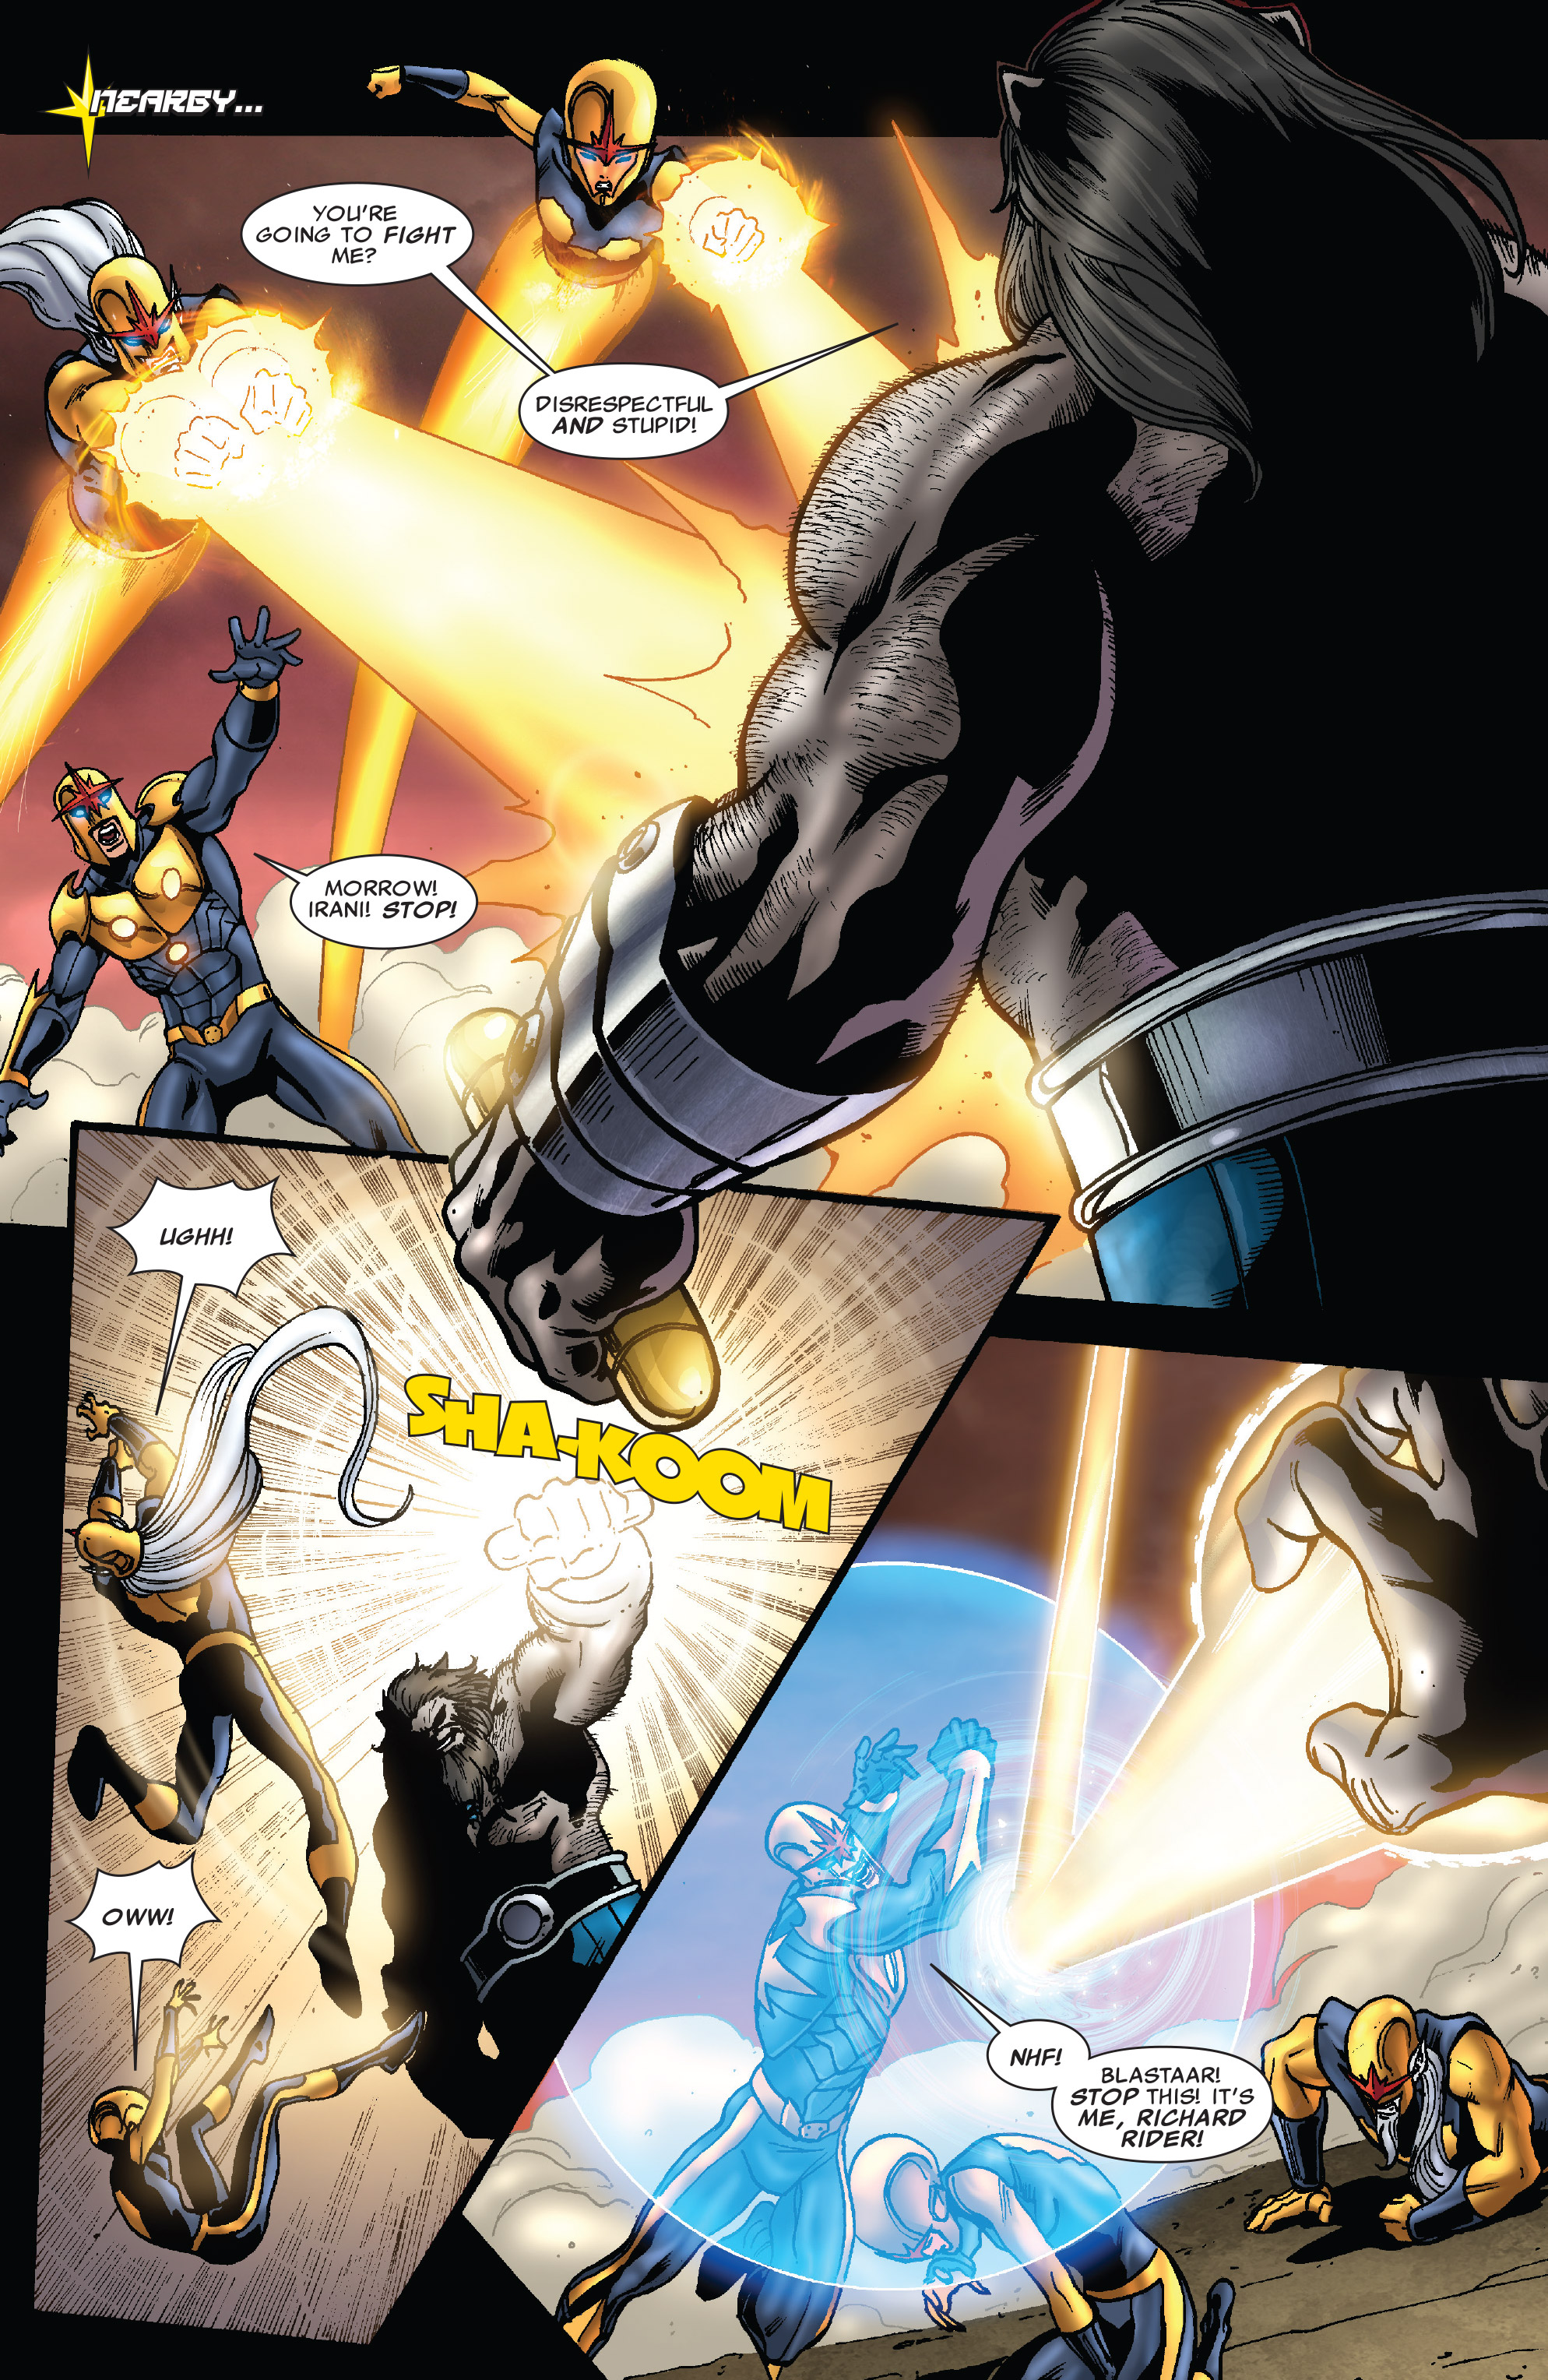 NEARBY...
YOU'RE
GOING TO FIGHT
ME?
DISRESPECTFUL
AND STUPID!
MORROW!
IRANI! STOP!
UGHH!
SHA-KOOM
OWW!
NHF!
BLASTAAR!
STOP THIS! IT'S
ME, RICHARD
RIDER!